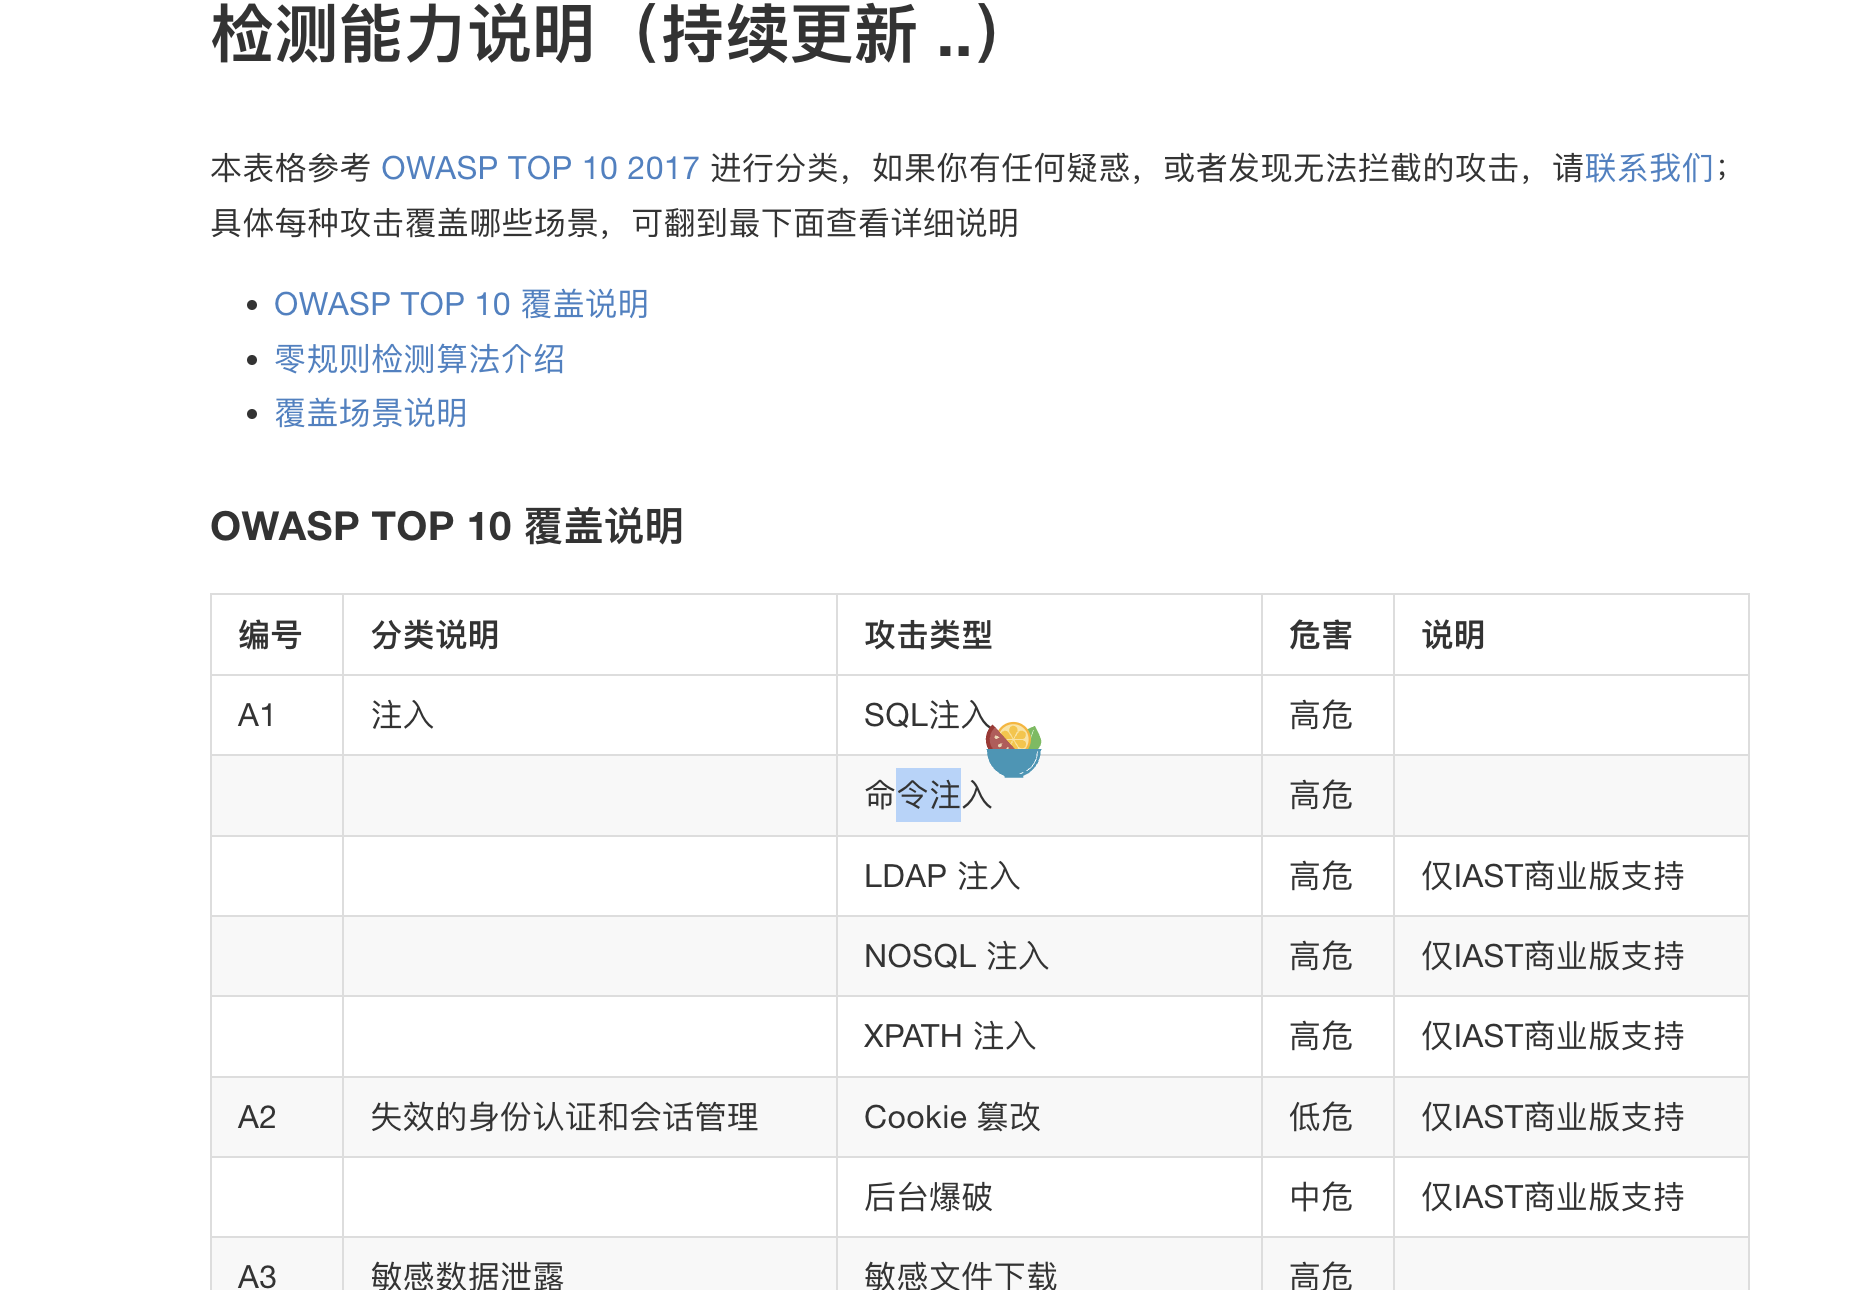 检测能力说明（持续更新 ..）
本表格参考 OWASP TOP 10 2017 进行分类，如果你有任何疑惑，或者发现无法拦截的攻击，请联系我们；
具体每种攻击覆盖哪些场景，可翻到最下面查看详细说明
OWASP TOP 10 覆盖说明
零规则检测算法介绍
覆盖场景说明
OWASP TOP 10 覆盖说明
编号 分类说明 攻击类型 危害 说明
A1 注入 SQL注入 高危
命令注入 高危
LDAP 注入 高危 仅IAST商业版支持
NOSQL 注入 高危 仅IAST商业版支持
XPATH 注入 高危 仅IAST商业版支持
A2 失效的身份认证和会话管理 Cookie 篡改 低危 仅IAST商业版支持
后台爆破 中危 仅IAST商业版支持
A3 敏感数据泄露 敏感文件下载 高危